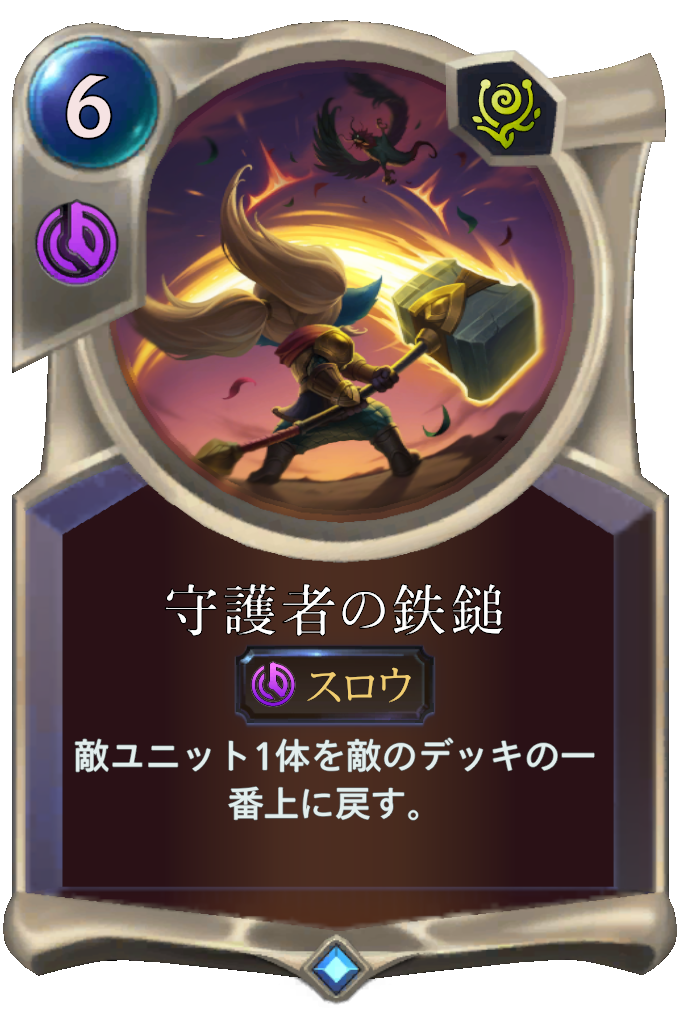 6
守護者の鉄鎚
スロウ
敵ユニット1体を敵のデッキの一
番上に戻す。